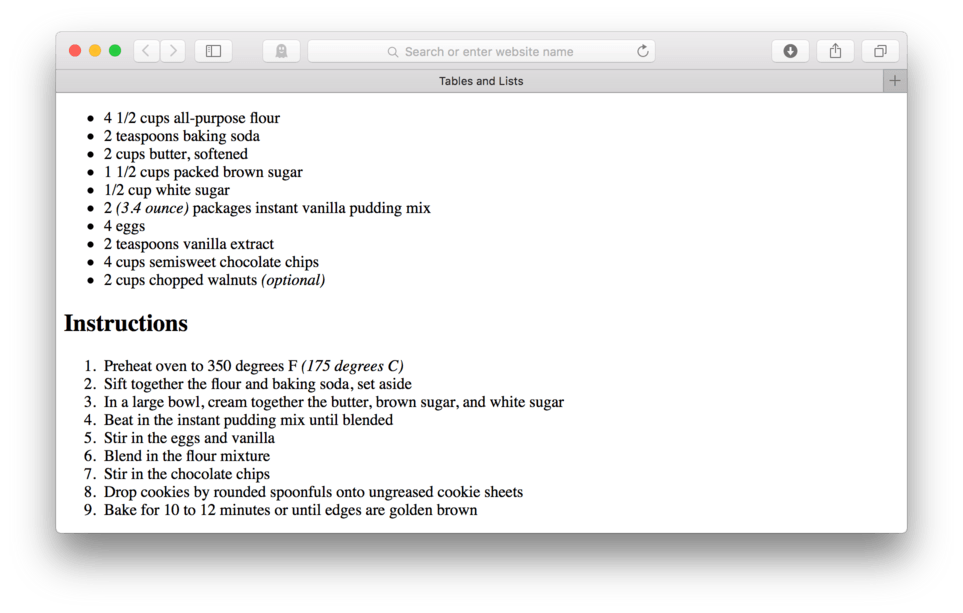 Search or enter website name
Tables and Lists
• 4 1/2 cups all-purpose flour
• 2 teaspoons baking soda
• 2 cups butter, softened
• 1 1/2 cups packed brown sugar
• 1/2 cup white sugar
• 2 (3.4 ounce) packages instant vanilla pudding mix
• 4 eggs
• 2 teaspoons vanilla extract
• 4 cups semisweet chocolate chips
• 2 cups chopped walnuts (optional)
Instructions
1. Preheat oven to 350 degrees F (175 degrees C)
2. Sift together the flour and baking soda, set aside
3. In a large bowl, cream together the butter, brown sugar, and white sugar
4. Beat in the instant pudding mix until blended
5. Stir in the eggs and vanilla
6. Blend in the flour mixture
7. Stir in the chocolate chips
8. Drop cookies by rounded spoonfuls onto ungreased cookie sheets
9. Bake for 10 to 12 minutes or until edges are golden brown